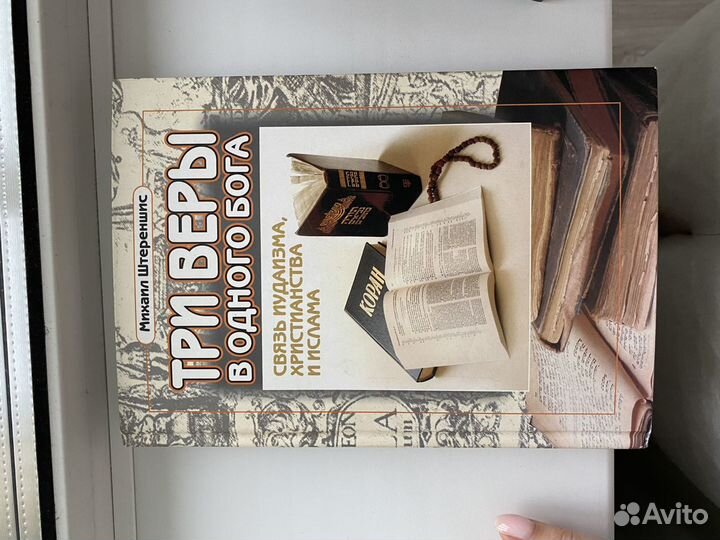 Михаил Штереншис
ТРИ ВЕРЫ
В ОДНОГО БОГА
СВЯЗЬ ИУДАИЗМА,
ХРИСТИАНСТВА
И ИСЛАМА
КОРАН
Avito